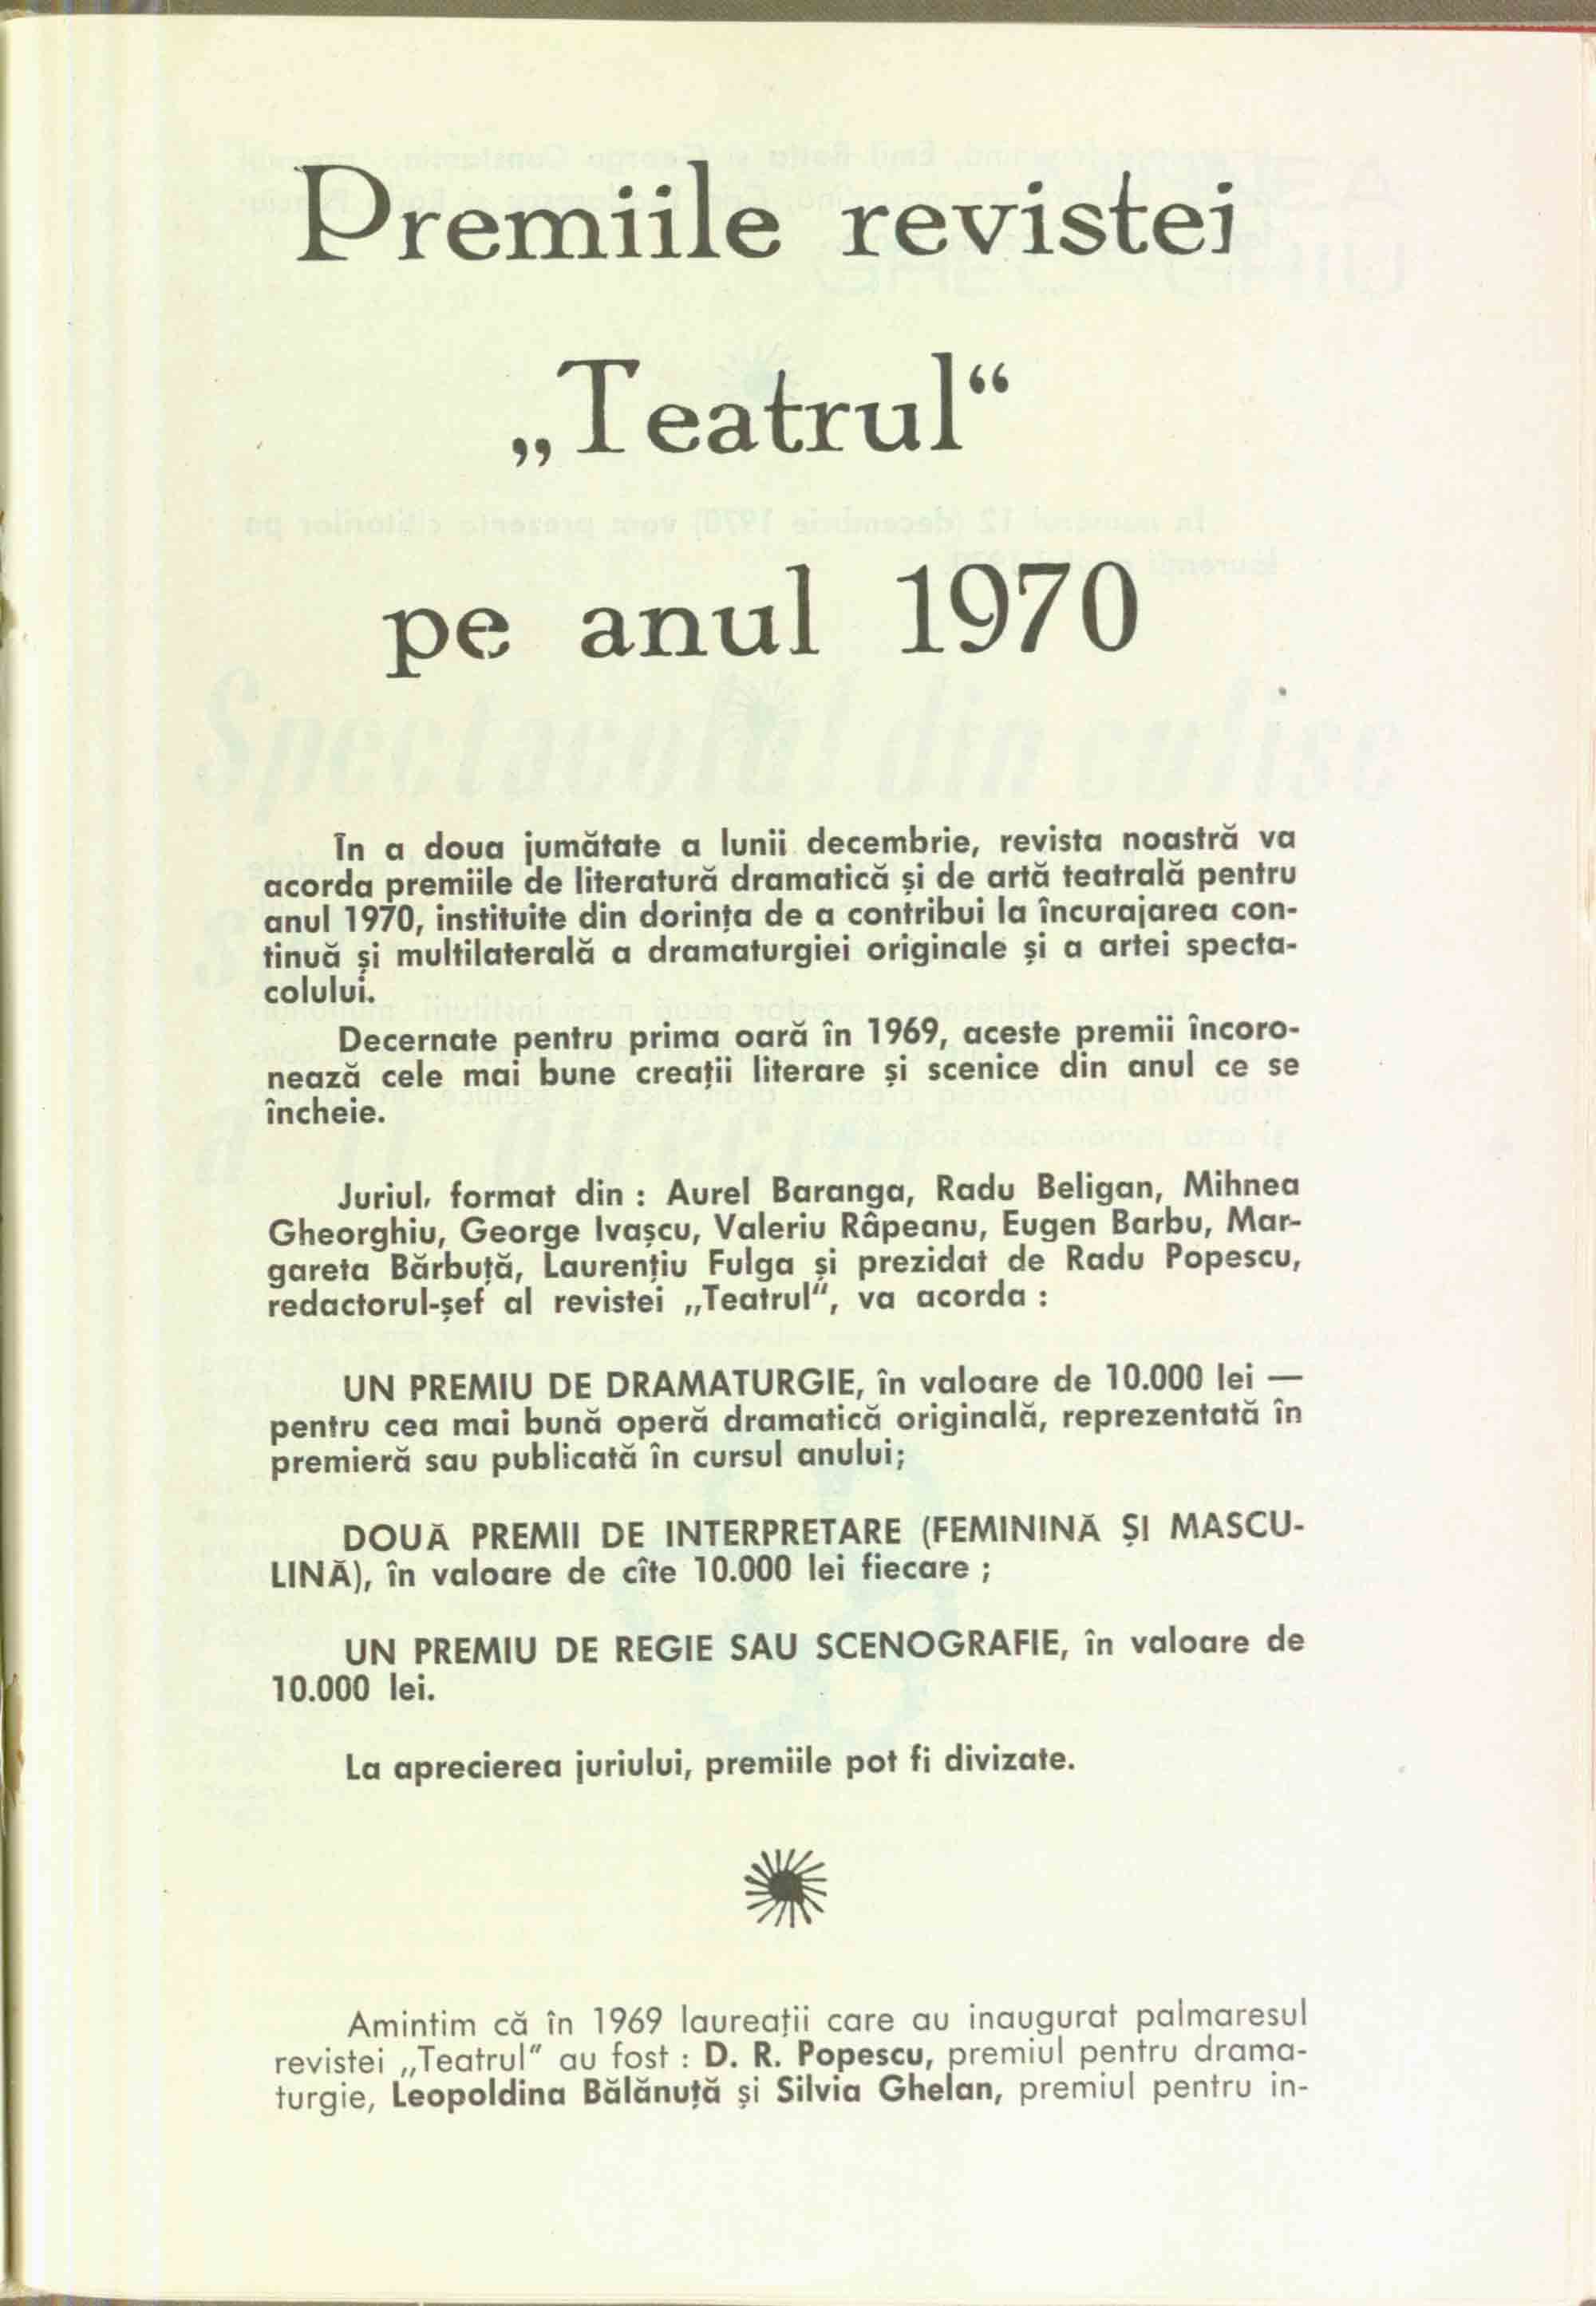 Premiile revistei
„Teatrul“
pe anul 1970
În a doua jumătate a lunii decembrie, revista noastră va
acorda premiile de literatură dramatică și de artă teatrală pentru
anul 1970, instituite din dorința de a contribui la încurajarea con-
tinuă și multilaterală a dramaturgiei originale și a artei specta-
colului.
Decernate pentru prima oară în 1969, aceste premii încoro-
nează cele mai bune creații literare și scenice din anul ce se
încheie.
Juriul, format din : Aurel Baranga, Radu Beligan, Mihnea
Gheorghiu, George Ivașcu, Valeriu Râpeanu, Eugen Barbu, Mar-
gareta Bărbuță, Laurențiu Fulga și prezidat de Radu Popescu,
redactorul-șef al revistei „Teatrul“, va acorda :
UN PREMIU DE DRAMATURGIE, în valoare de 10.000 lei —
pentru cea mai bună operă dramatică originală, reprezentată în
premieră sau publicată în cursul anului;
DOUĂ PREMII DE INTERPRETARE (FEMININĂ ȘI MASCU-
LINĂ), în valoare de cîte 10.000 lei fiecare ;
UN PREMIU DE REGIE SAU SCENOGRAFIE, în valoare de
10.000 lei.
La aprecierea juriului, premiile pot fi divizate.
Amintim că în 1969 laureații care au inaugurat palmaresul
revistei „Teatrul” au fost : D. R. Popescu, premiul pentru drama-
turgie, Leopoldina Bălănuță și Silvia Ghelan, premiul pentru in-